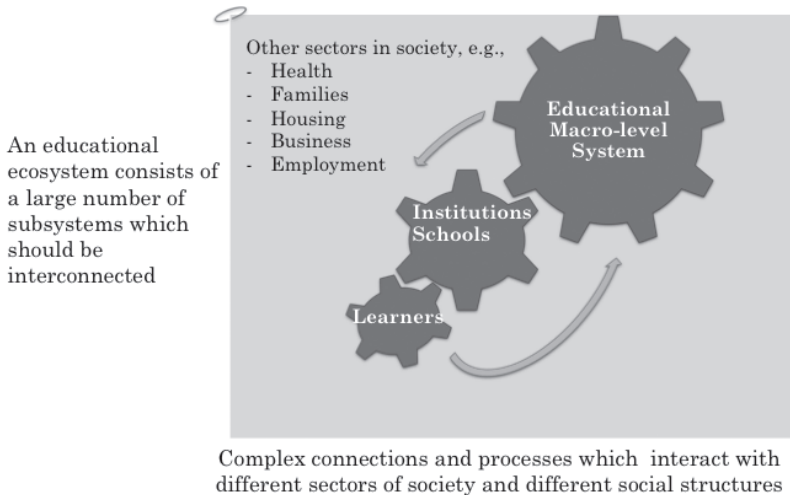 An educational
ecosystem consists of
a large number of
subsystems which
should be
interconnected
Other sectors in society, e.g.,
- Health
- Families
- Housing
- Business
- Employment
Educational
Macro-level
System
Institutions
Schools
Learners
Complex connections and processes which interact with
different sectors of society and different social structures